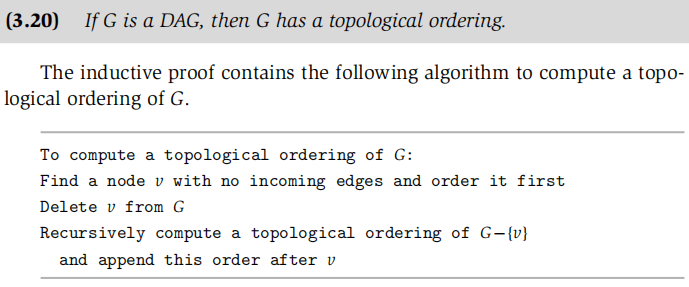 (3.20) If G is a DAG, then G has a topological ordering.
The inductive proof contains the following algorithm to compute a topo-
logical ordering of G.
To compute a topological ordering of G:
Find a node v with no incoming edges and order it first
Delete v from G
Recursively compute a topological ordering of G−{v}
and append this order after v